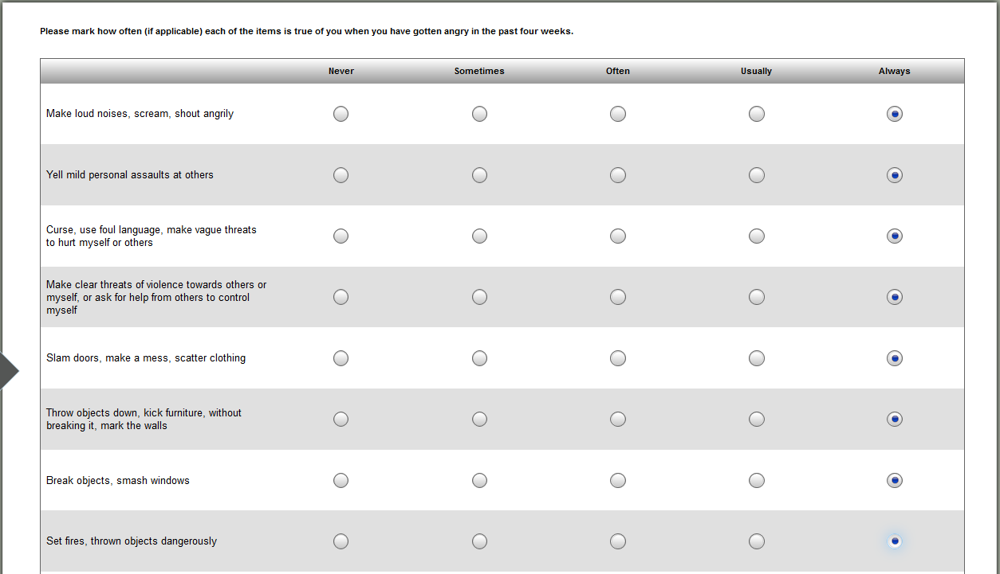 Please mark how often (if applicable) each of the items is true of you when you have gotten angry in the past four weeks.
Never Sometimes Often Usually Always
Make loud noises, scream, shout angrily
Yell mild personal assaults at others
Curse, use foul language, make vague threats
to hurt myself or others
Make clear threats of violence towards others or
myself, or ask for help from others to control
myself
Slam doors, make a mess, scatter clothing
Throw objects down, kick furniture, without
breaking it, mark the walls
Break objects, smash windows
Set fires, thrown objects dangerously